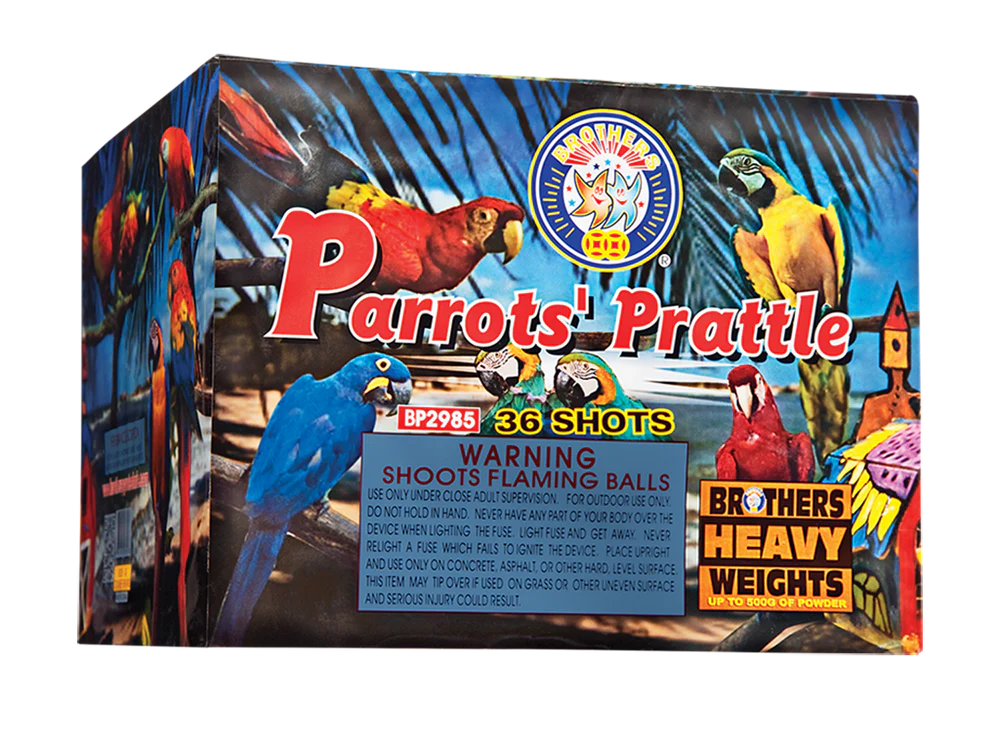 BROTHERS
®
Parrots' Prattle
BP2985 36 SHOTS
WARNING
SHOOTS FLAMING BALLS
USE ONLY UNDER CLOSE ADULT SUPERVISION. FOR OUTDOOR USE ONLY.
DO NOT HOLD IN HAND. NEVER HAVE ANY PART OF YOUR BODY OVER THE
DEVICE WHEN LIGHTING THE FUSE. LIGHT FUSE AND GET AWAY. NEVER
RELIGHT A FUSE WHICH FAILS TO IGNITE THE DEVICE. PLACE UPRIGHT
AND USE ONLY ON CONCRETE, ASPHALT, OR OTHER HARD, LEVEL SURFACE
THIS ITEM MAY TIP OVER IF USED ON GRASS OR OTHER UNEVEN SURFACE
AND SERIOUS INJURY COULD RESULT.
BROTHERS
HEAVY
WEIGHTS
UP TO 500G OF POWDER